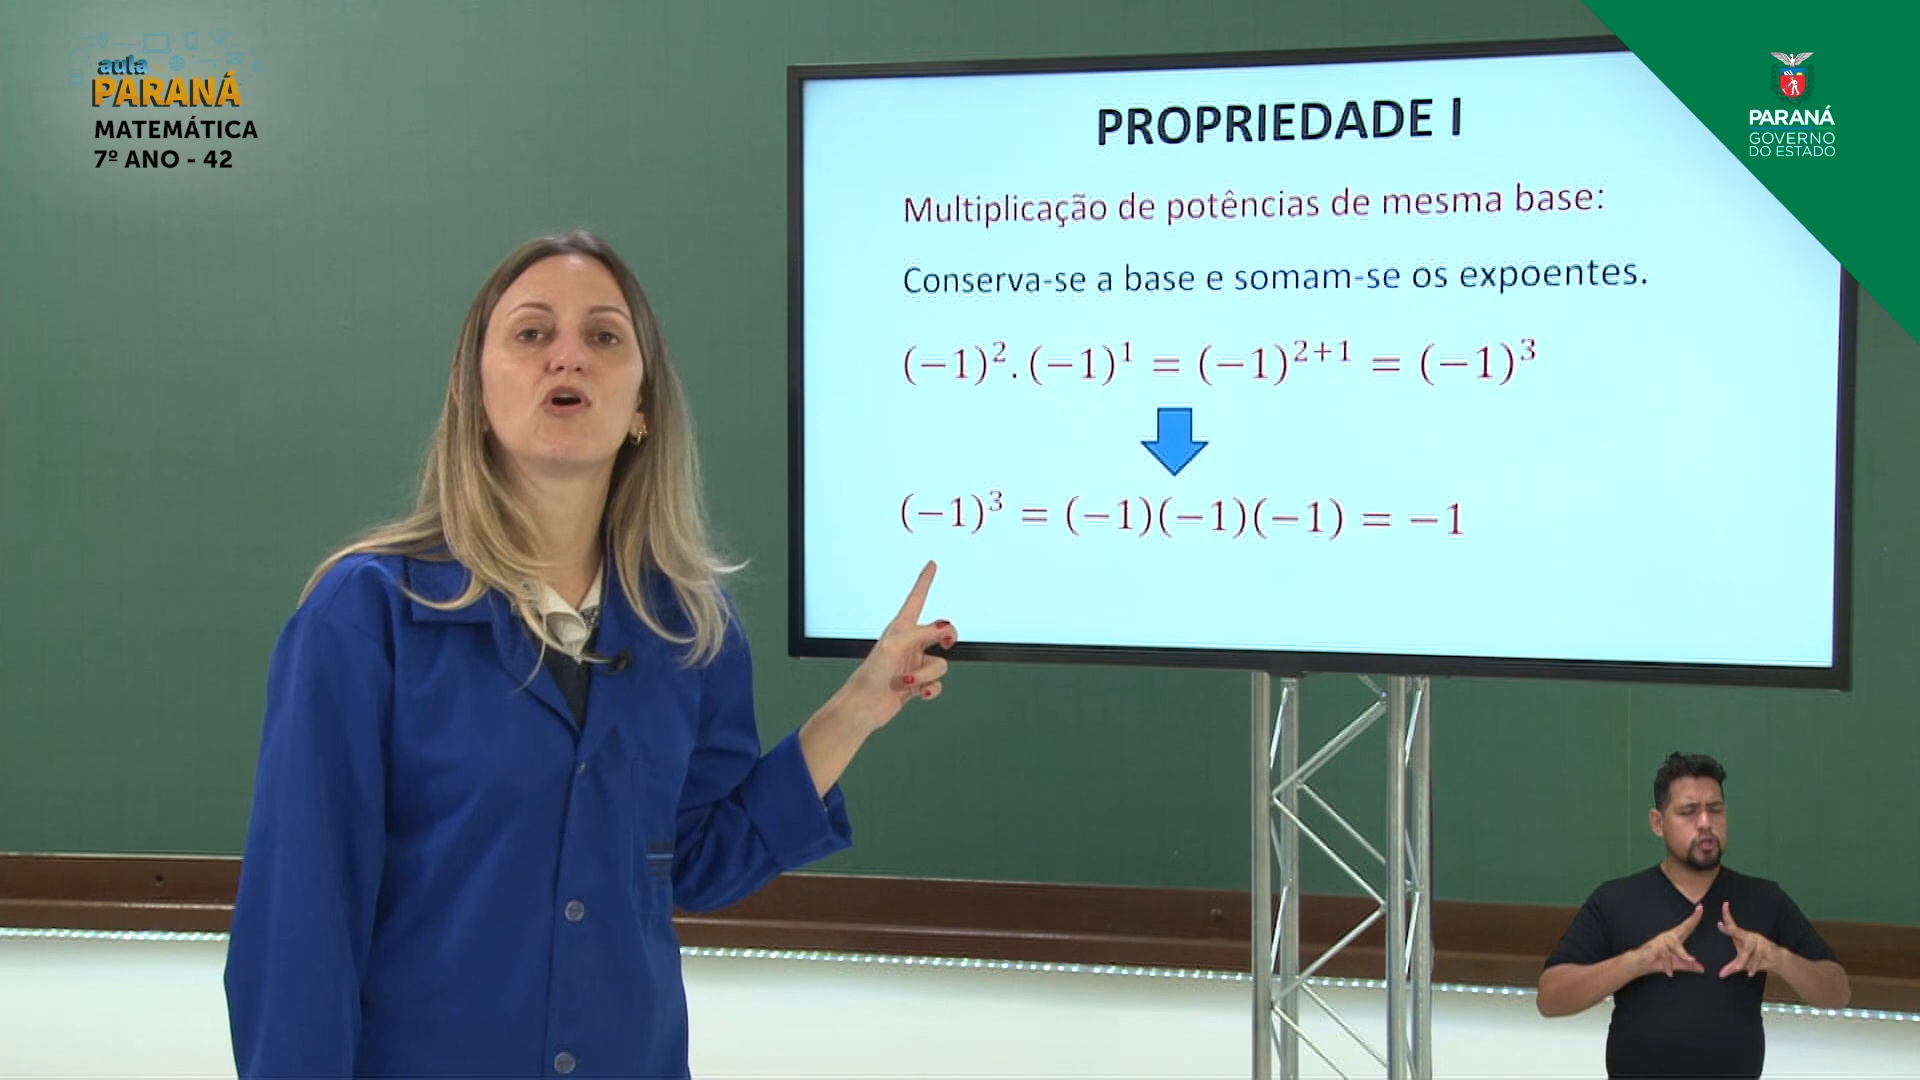 aula
PARANÁ
MATEMÁTICA
7º ANO - 42
PARANÁ
GOVERNO
DO ESTADO
PROPRIEDADE I
Multiplicação de potências de mesma base:
Conserva-se a base e somam-se os expoentes.
(−1)².(−1)¹ = (−1)²⁺¹ = (−1)³
(−1)³ = (−1)(−1)(−1) = −1